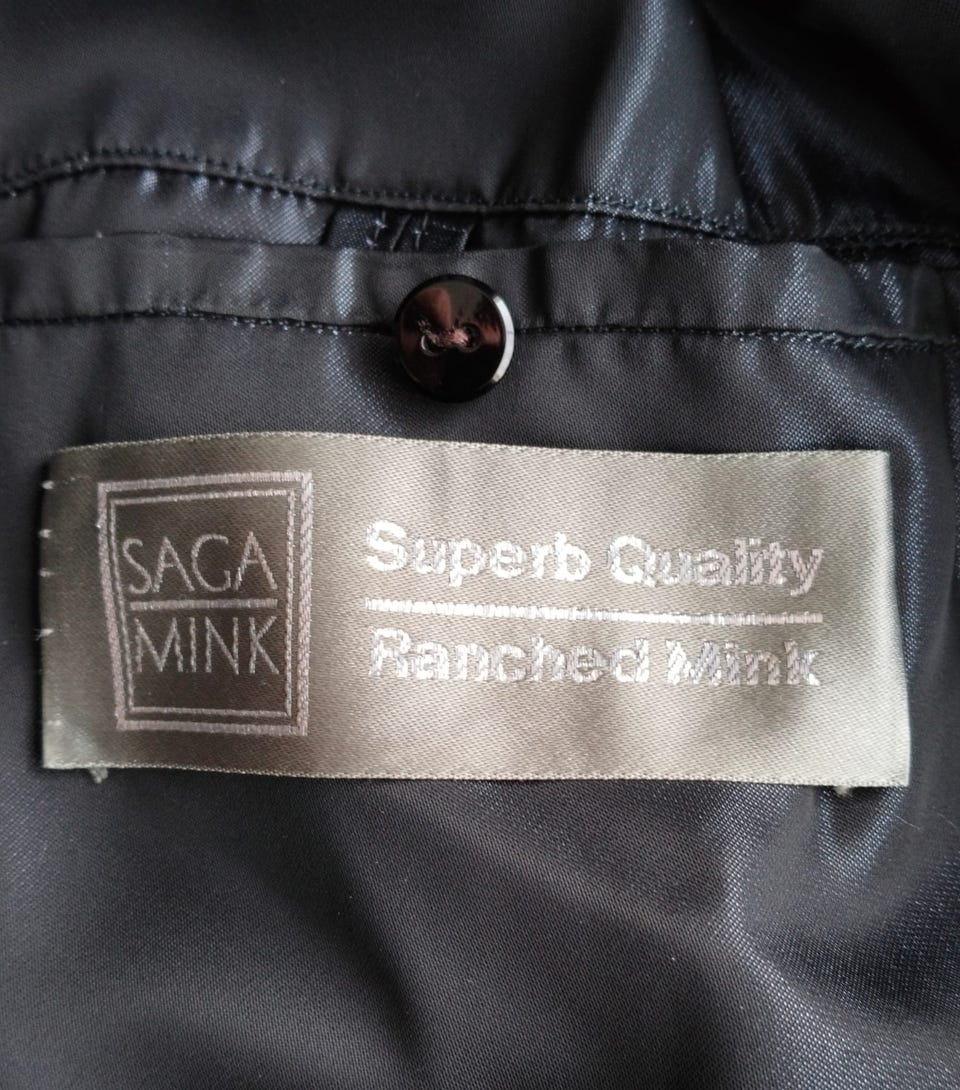 SAGA
MINK
Superb Quality
Ranched Mink